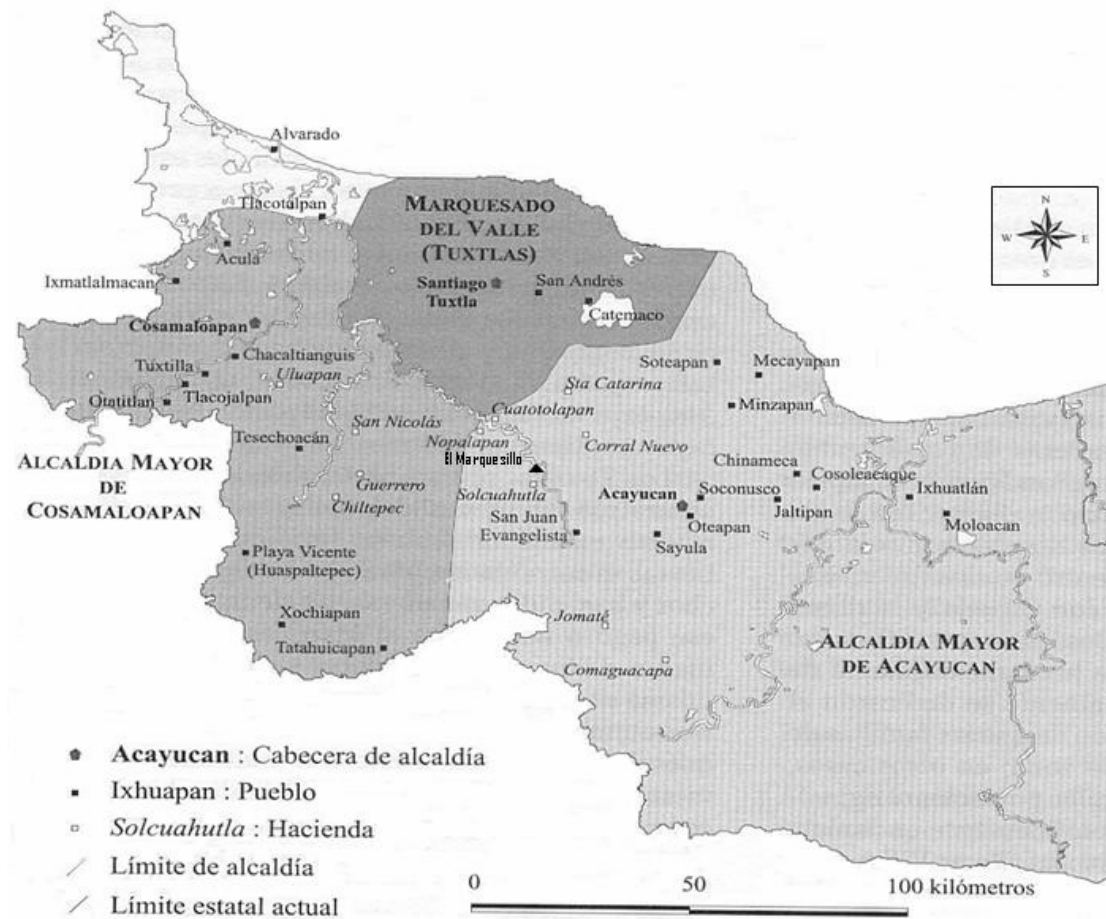 Alvarado
Tlacotalpan
MARQUESADO
DEL VALLE
(TUXTLAS)
Acula
Ixmatlalmacan
Santiago
Tuxtla
San Andrés
Catemaco
Cosamaloapan
Chacaltianguis
Tuxtilla
Uluapan
Tlacojalpan
Otatitlan
Soteapan
Mecayapan
Sta Catarina
Minzapan
Cuatotolapan
San Nicolás
Nopalapan
Corral Nuevo
Tesechoacán
El Marquesillo
ALCALDIA MAYOR
DE
COSAMALOAPAN
Guerrero
Chiltepec
Solcuahutla
Chinameca
Cosoleacaque
Acayucan
Soconusco
Jaltipan
Ixhuatlán
Moloacan
San Juan
Evangelista
Oteapan
Sayula
Playa Vicente
(Huaspaltepec)
Xochiapan
Tatahuicapan
Jomaté
Comaguacapa
ALCALDIA MAYOR
DE ACAYUCAN
N
W E
S
Acayucan : Cabecera de alcaldía
Ixhuapan : Pueblo
Solcuahutla : Hacienda
Límite de alcaldía
Límite estatal actual
0 50 100 kilómetros